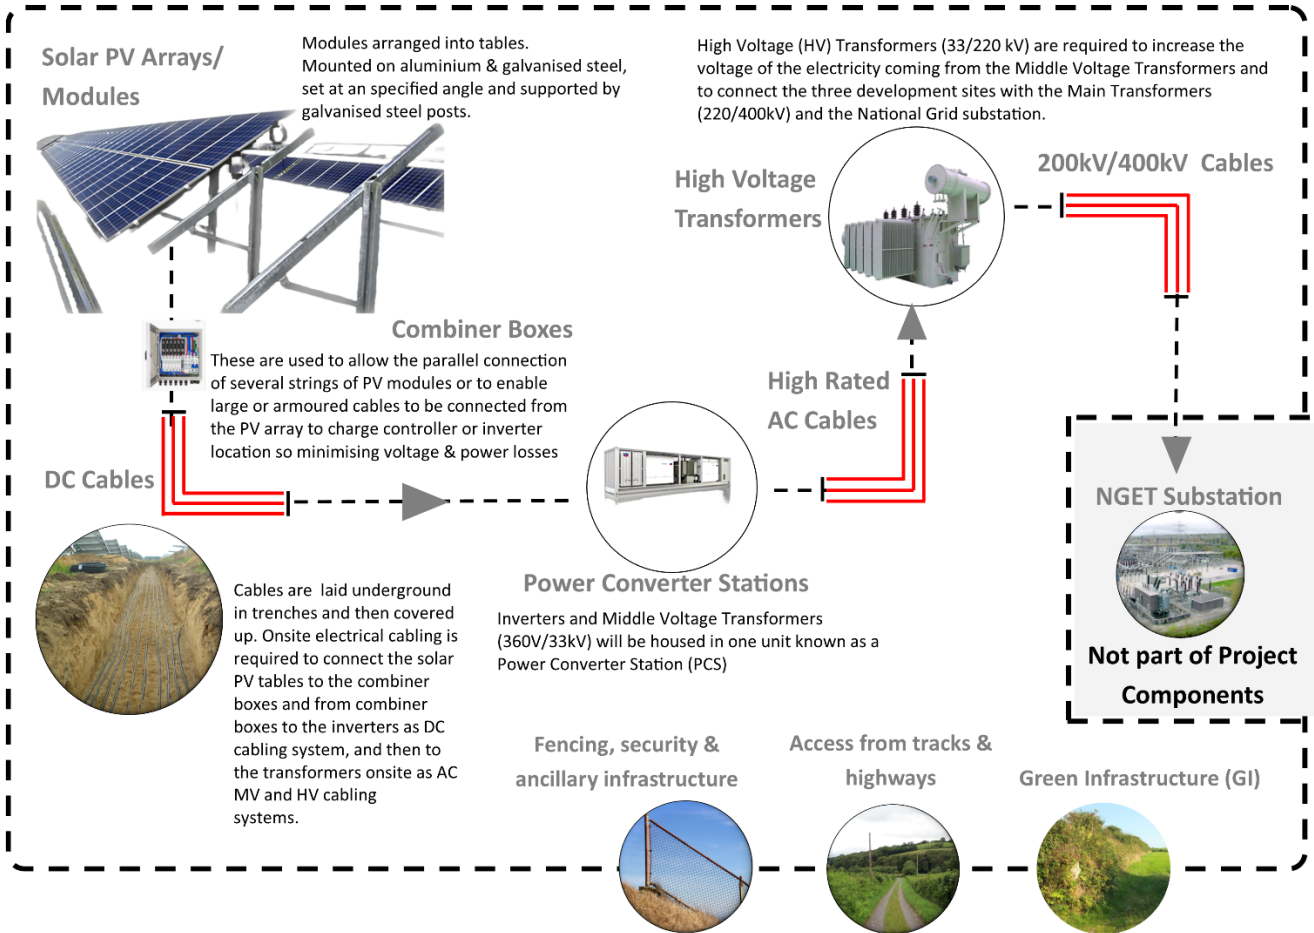 Solar PV Arrays/
Modules
Modules arranged into tables.
Mounted on aluminium & galvanised steel,
set at an specified angle and supported by
galvanised steel posts.
High Voltage (HV) Transformers (33/220 kV) are required to increase the
voltage of the electricity coming from the Middle Voltage Transformers and
to connect the three development sites with the Main Transformers
(220/400kV) and the National Grid substation.
High Voltage
Transformers
200kV/400kV Cables
Combiner Boxes
These are used to allow the parallel connection
of several strings of PV modules or to enable
large or armoured cables to be connected from
the PV array to charge controller or inverter
location so minimising voltage & power losses
High Rated
AC Cables
DC Cables
NGET Substation
Not part of Project
Components
Power Converter Stations
Inverters and Middle Voltage Transformers
(360V/33kV) will be housed in one unit known as a
Power Converter Station (PCS)
Cables are laid underground
in trenches and then covered
up. Onsite electrical cabling is
required to connect the solar
PV tables to the combiner
boxes and from combiner
boxes to the inverters as DC
cabling system, and then to
the transformers onsite as AC
MV and HV cabling
systems.
Fencing, security &
ancillary infrastructure
Access from tracks &
highways
Green Infrastructure (GI)